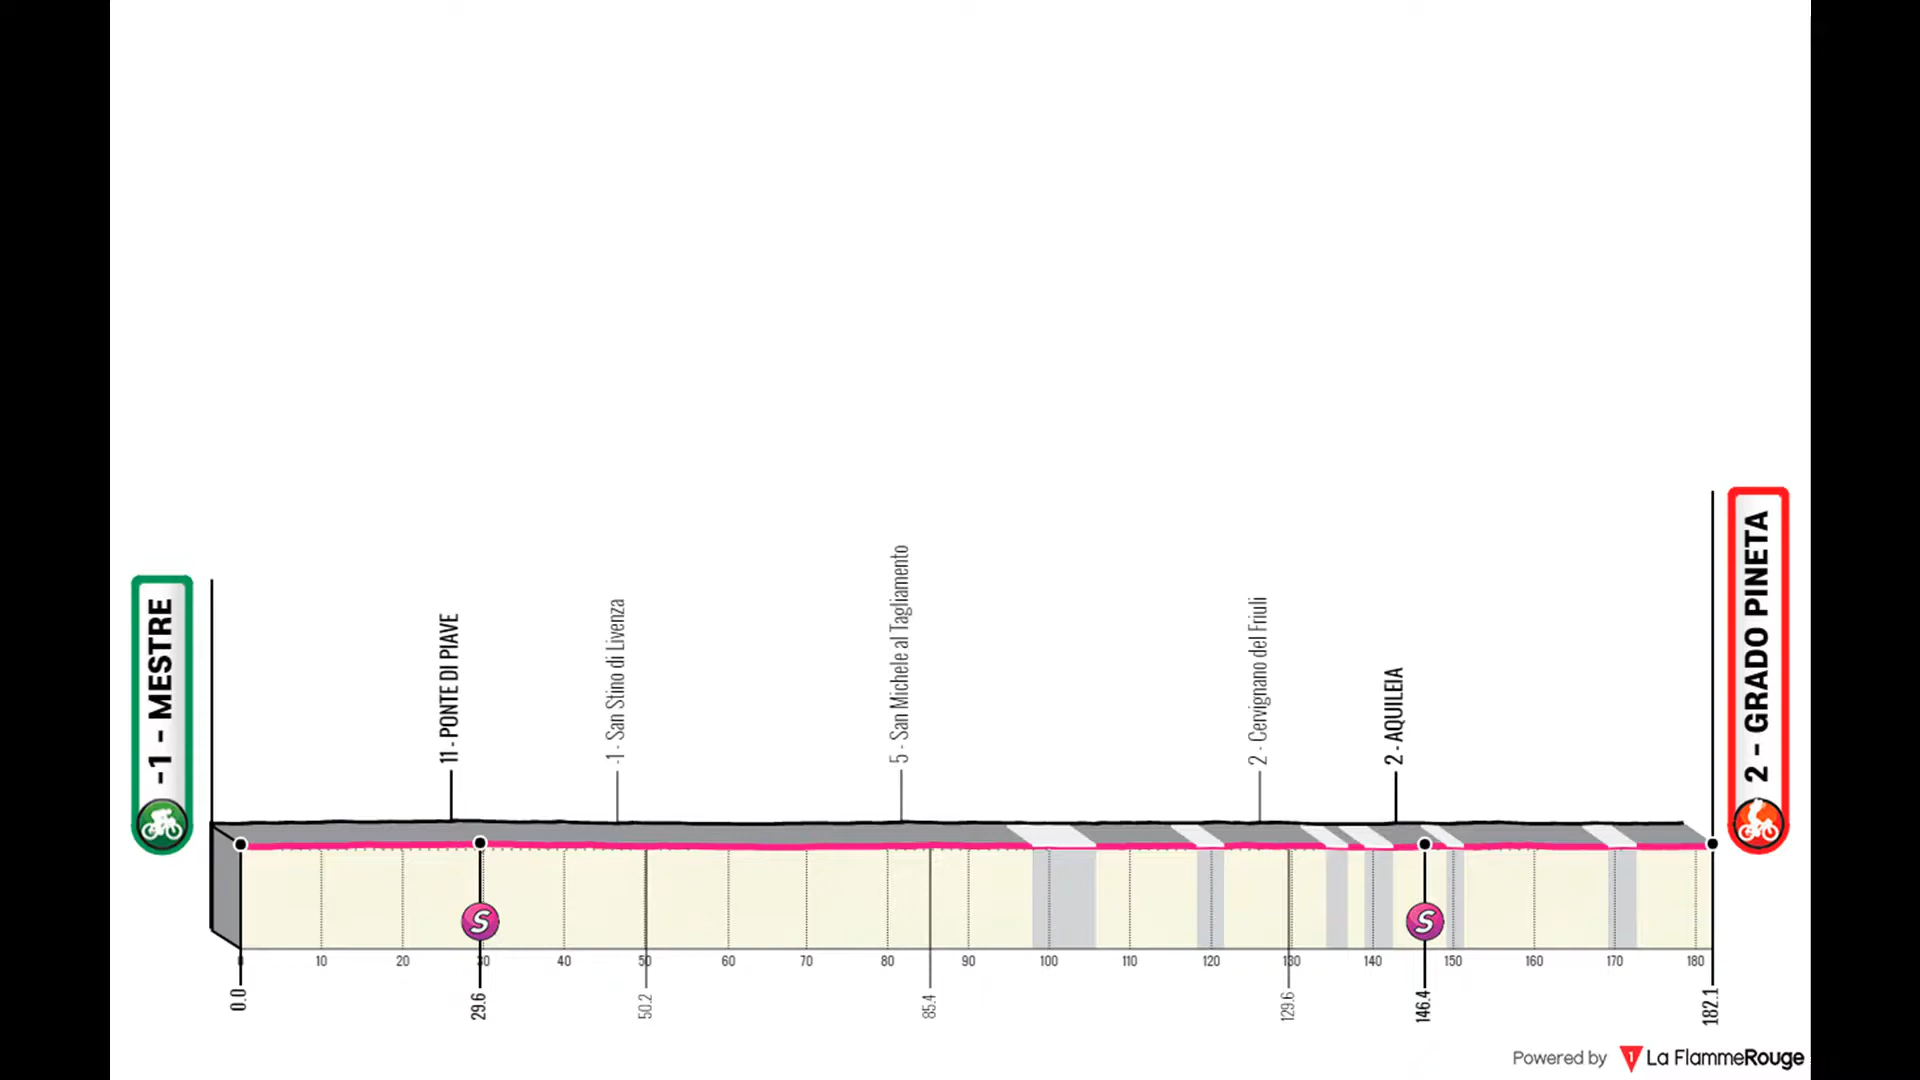 -1 - MESTRE
11 - PONTE DI PIAVE
-1 - San Stino di Livenza
5 - San Michele al Tagliamento
2 - Cervignano del Friuli
2 - AQUILEIA
2 - GRADO PINETA
S
S
0 10 20 30 40 50 60 70 80 90 100 110 120 130 140 150 160 170 180
0.0 29.6 50.2 85.4 129.6 146.4 182.1
Powered by 1 La FlammeRouge